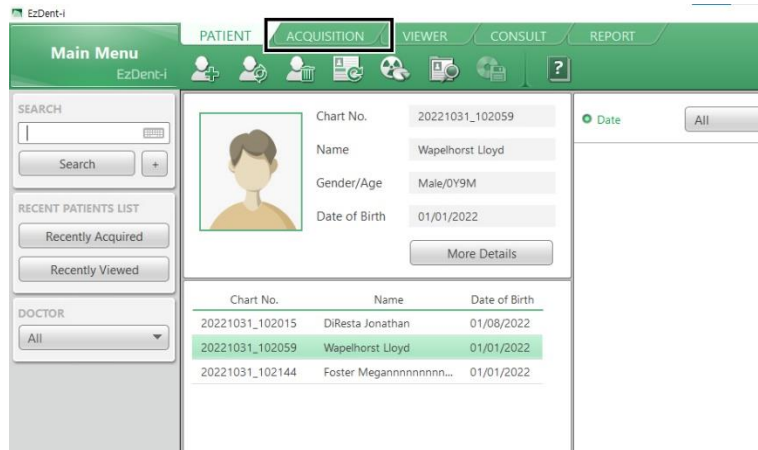 EzDent-i
Main Menu
EzDent-i
PATIENT ACQUISITION VIEWER CONSULT REPORT
?
SEARCH
Search +
RECENT PATIENTS LIST
Recently Acquired
Recently Viewed
DOCTOR
All
Chart No. 20221031_102059
Name Wapelhorst Lloyd
Gender/Age Male/0Y9M
Date of Birth 01/01/2022
More Details
Chart No. Name Date of Birth
20221031_102015 DiResta Jonathan 01/08/2022
20221031_102059 Wapelhorst Lloyd 01/01/2022
20221031_102144 Foster Megannnnnnnnn... 01/01/2022
Date All